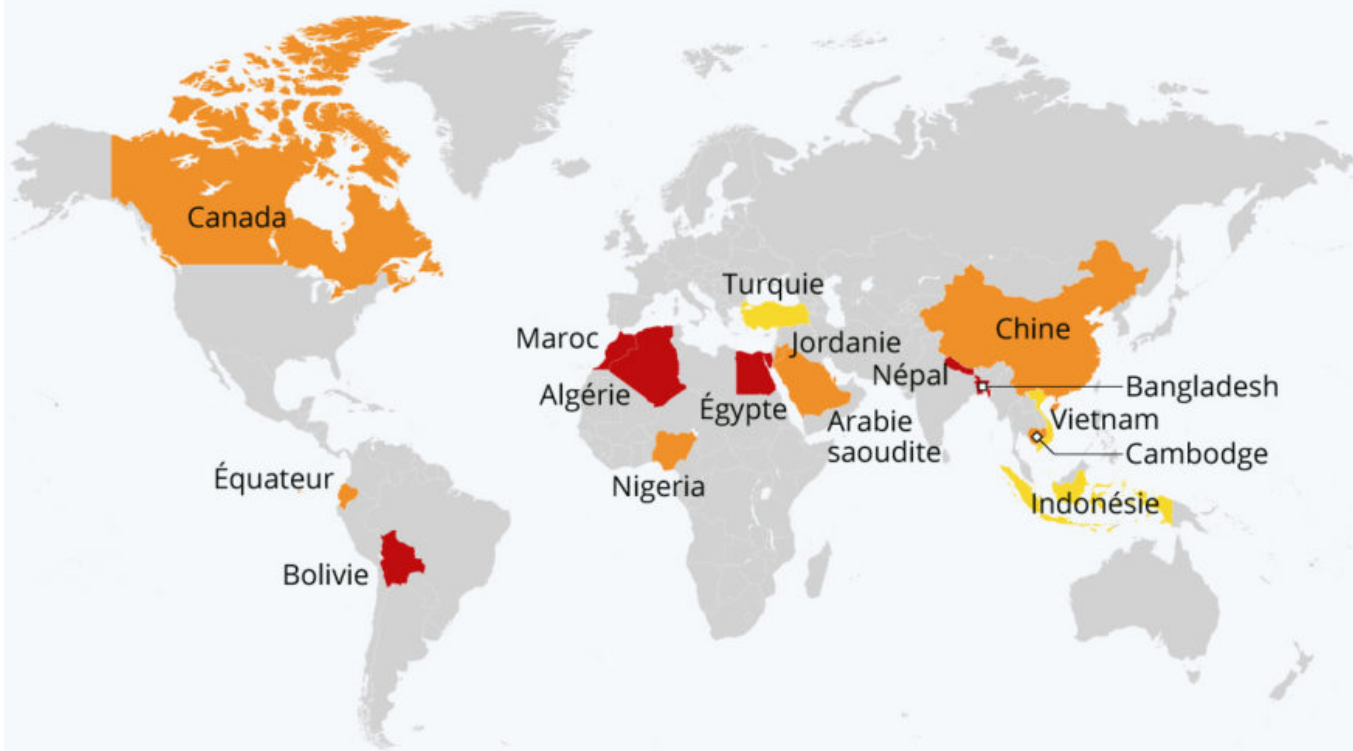 Canada
Turquie
Chine
Maroc
Jordanie
Népal
Bangladesh
Algérie
Égypte
Arabie
saoudite
Vietnam
Cambodge
Équateur
Nigeria
Indonésie
Bolivie